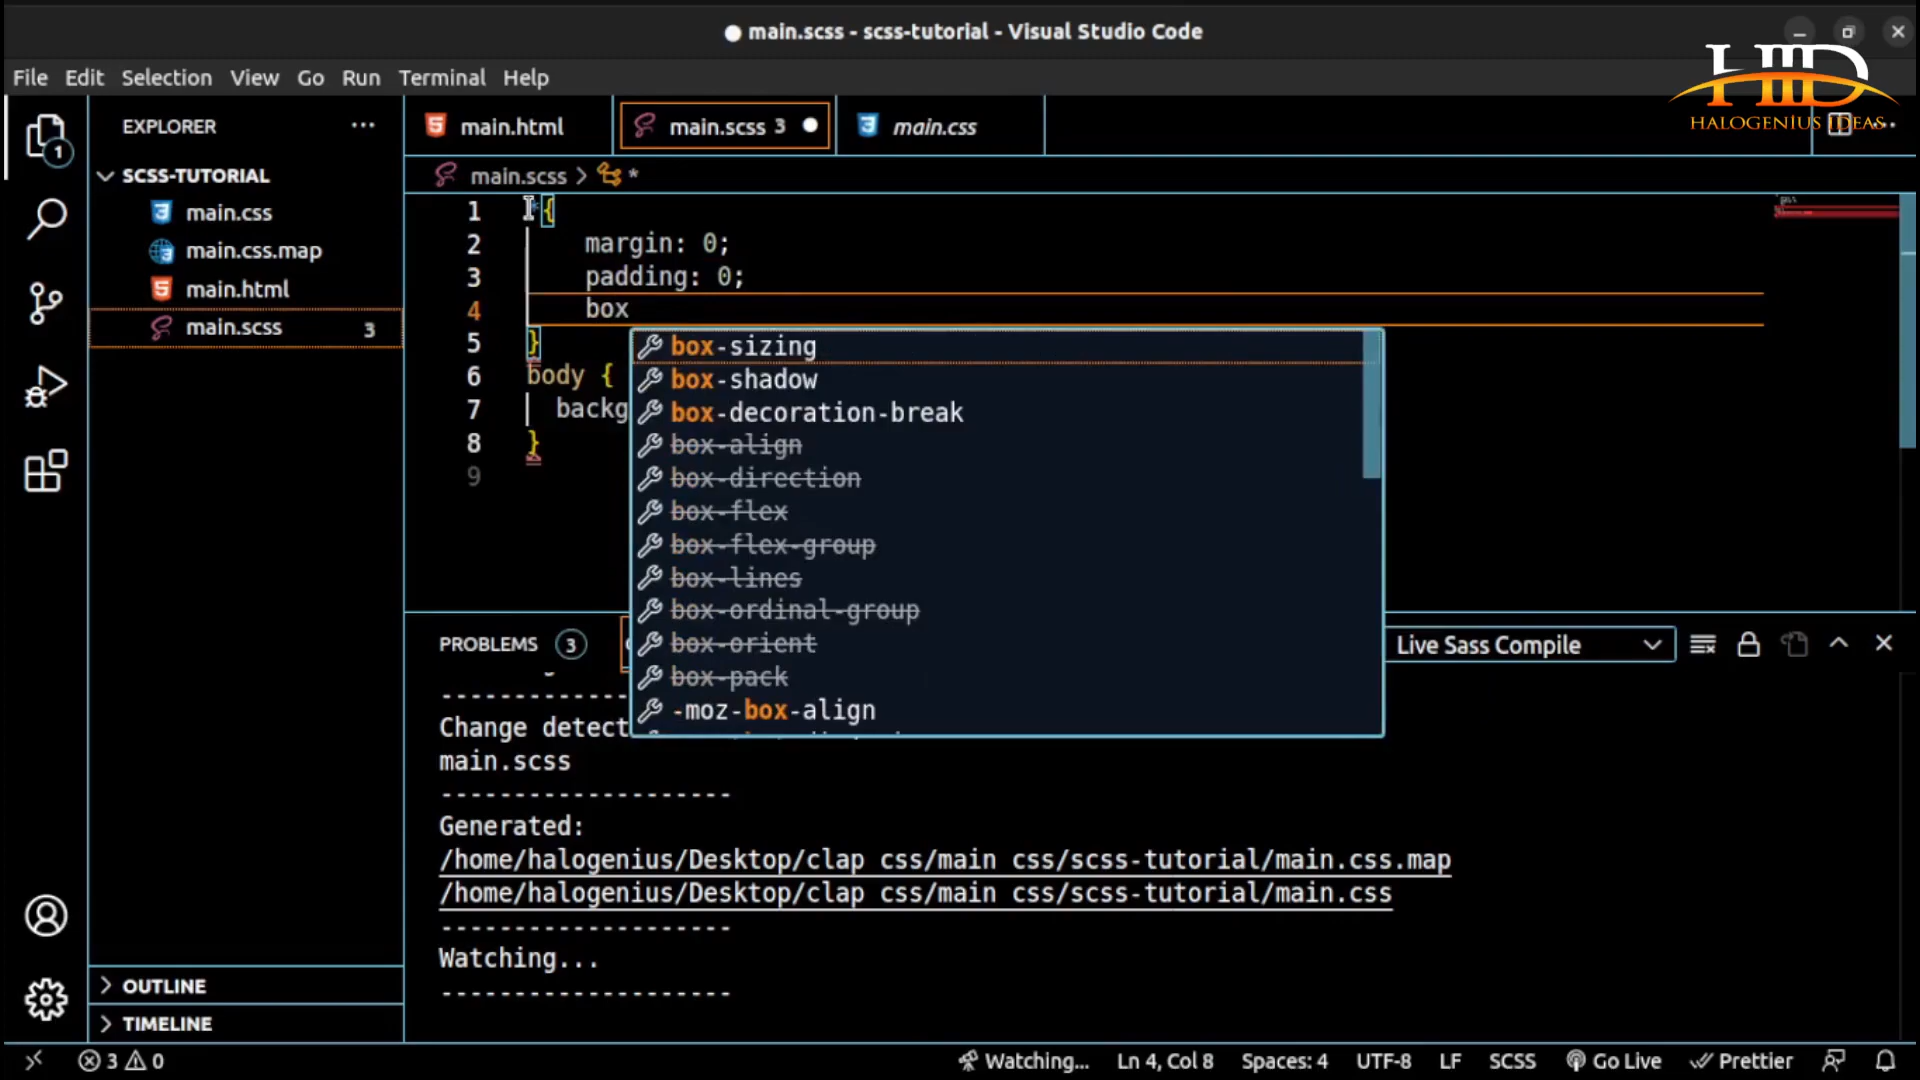 main.scss - scss-tutorial - Visual Studio Code
File Edit Selection View Go Run Terminal Help
HID
HALOGENIUS IDEAS
EXPLORER
main.html
main.scss 3
main.css
SCSS-TUTORIAL
main.css
main.css.map
main.html
main.scss 3
1
main.scss > *
1 *{
2 margin: 0;
3 padding: 0;
4 box
5 }
6 body {
7 backg
8 }
9
box-sizing
box-shadow
box-decoration-break
box-align
box-direction
box-flex
box-flex-group
box-lines
box-ordinal-group
box-orient
box-pack
-moz-box-align
PROBLEMS 3
Live Sass Compile
--------------------
Change detect
main.scss
--------------------
Generated:
/home/halogenius/Desktop/clap css/main css/scss-tutorial/main.css.map
/home/halogenius/Desktop/clap css/main css/scss-tutorial/main.css
--------------------
Watching...
--------------------
OUTLINE
TIMELINE
3 0
Watching... Ln 4, Col 8 Spaces: 4 UTF-8 LF SCSS Go Live Prettier